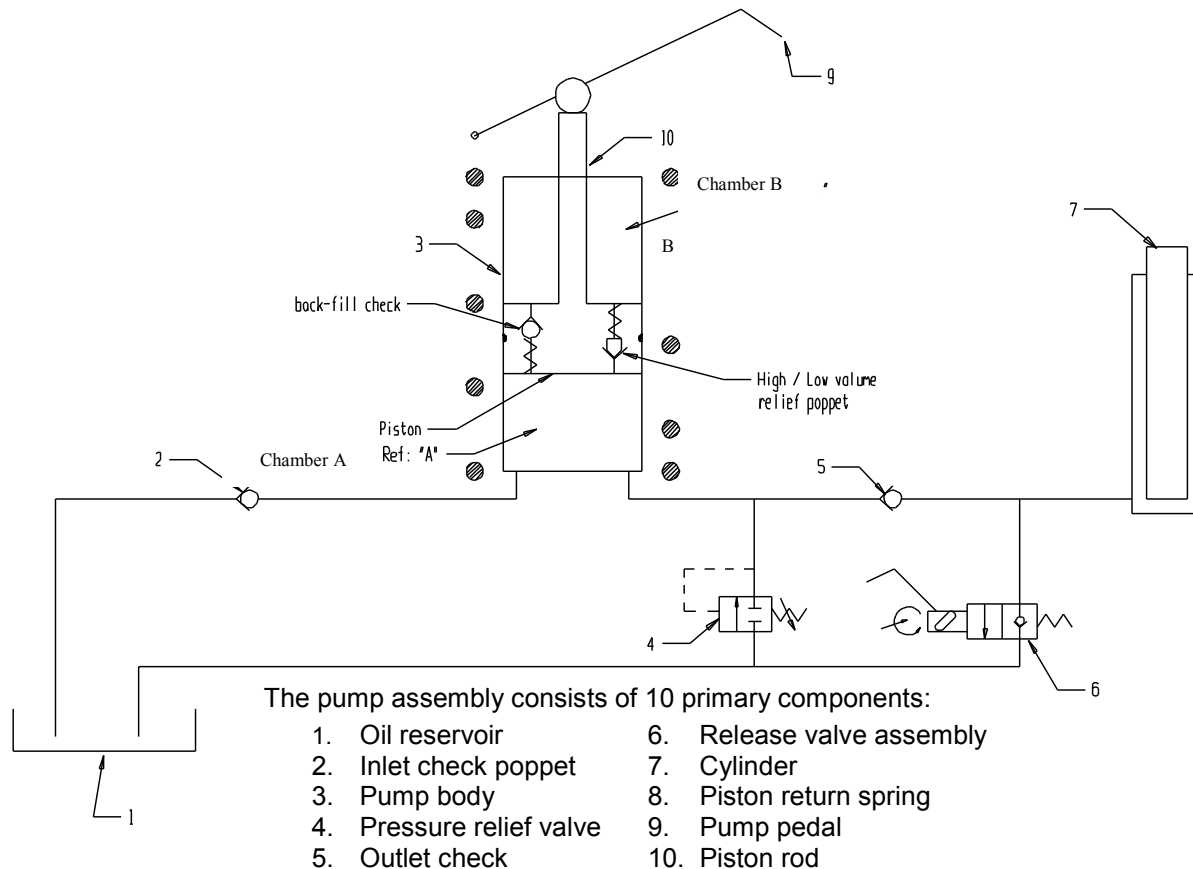 9
10
Chamber B "
7
3
B
back-fill check
High / Low valume
relief poppet
Piston
Ref: "A"
Chamber A
2
5
4
6
The pump assembly consists of 10 primary components:
1. Oil reservoir
2. Inlet check poppet
3. Pump body
4. Pressure relief valve
5. Outlet check
6. Release valve assembly
7. Cylinder
8. Piston return spring
9. Pump pedal
10. Piston rod
1